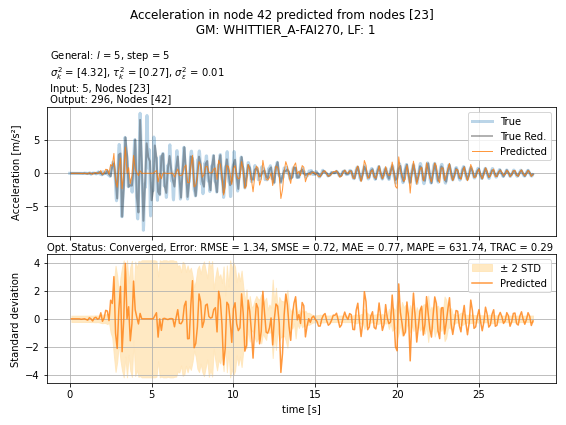 Acceleration in node 42 predicted from nodes [23]
GM: WHITTIER_A-FAI270, LF: 1
General: l = 5, step = 5
σ²ₖ = [4.32], τ²ₖ = [0.27], σ²ε = 0.01
Input: 5, Nodes [23]
Output: 296, Nodes [42]
Acceleration [m/s²]
5
0
−5
True
True Red.
Predicted
Opt. Status: Converged, Error: RMSE = 1.34, SMSE = 0.72, MAE = 0.77, MAPE = 631.74, TRAC = 0.29
Standard deviation
4
2
0
−2
−4
± 2 STD
Predicted
0 5 10 15 20 25
time [s]